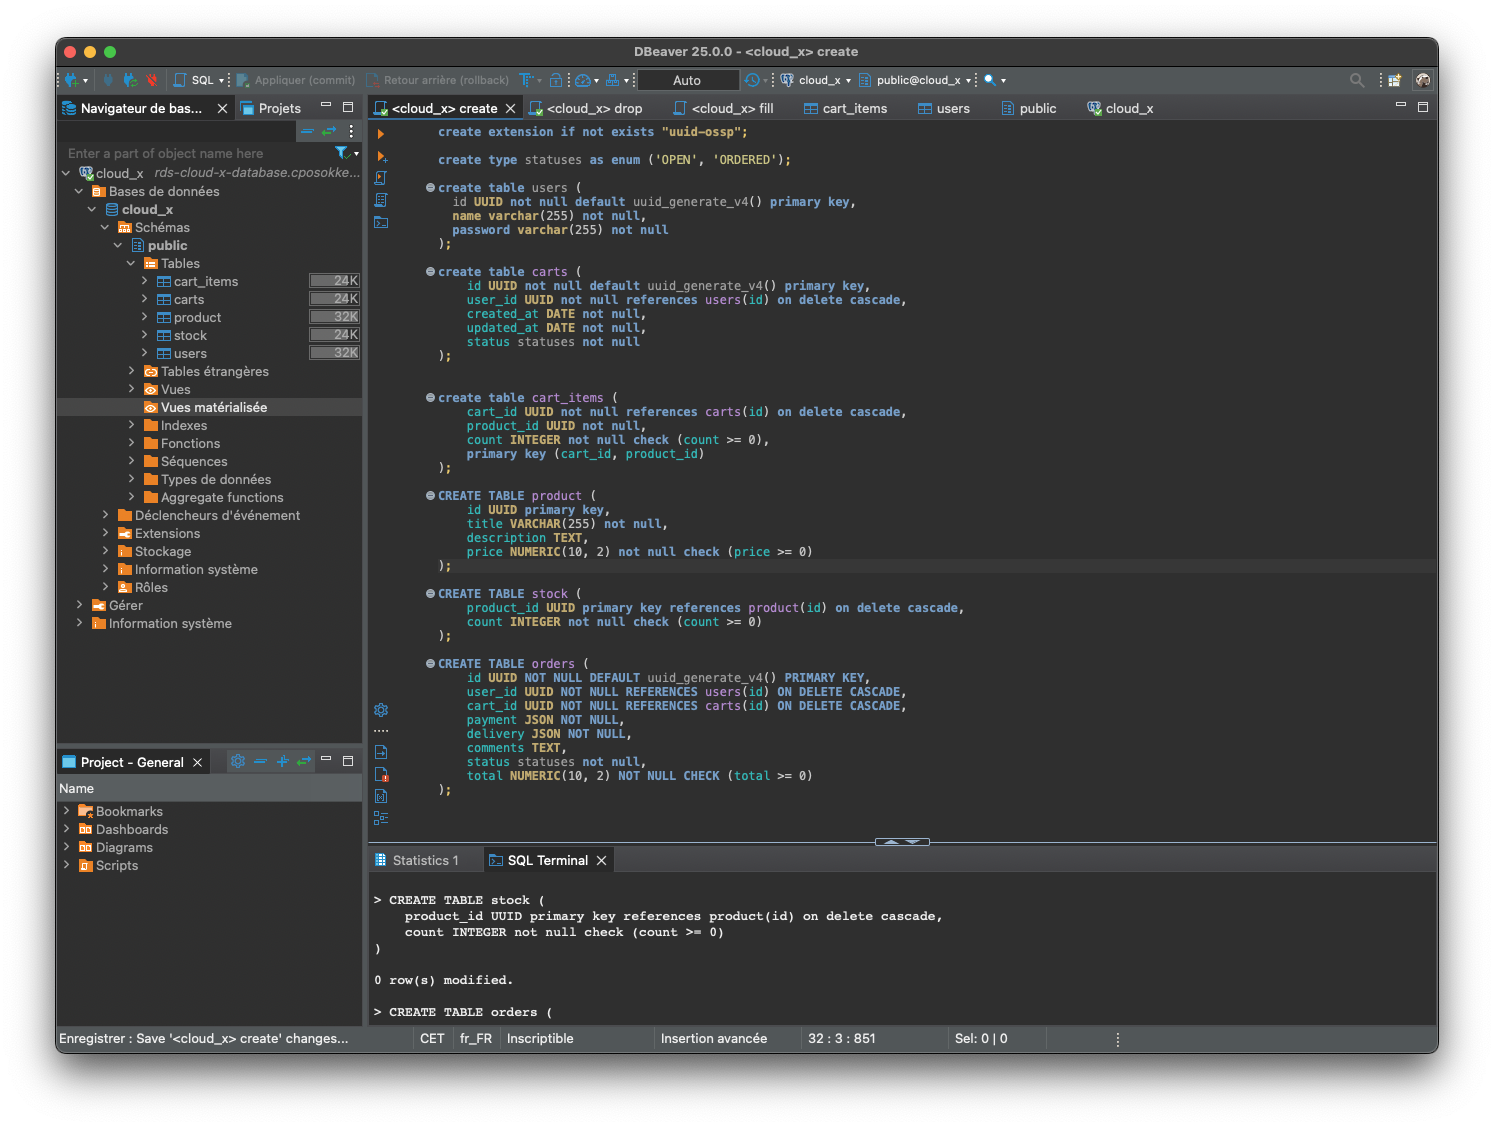 DBeaver 25.0.0 - <cloud_x> create
SQL
Appliquer (commit)
Retour arrière (rollback)
Auto
cloud_x
public@cloud_x
Navigateur de bas...
Projets
<cloud_x> create
<cloud_x> drop
<cloud_x> fill
cart_items
users
public
cloud_x
Enter a part of object name here
cloud_x rds-cloud-x-database.cposokke...
Bases de données
cloud_x
Schémas
public
Tables
cart_items 24K
carts 24K
product 32K
stock 24K
users 32K
Tables étrangères
Vues
Vues matérialisée
Indexes
Fonctions
Séquences
Types de données
Aggregate functions
Déclencheurs d'événement
Extensions
Stockage
Information système
Rôles
Gérer
Information système
create extension if not exists "uuid-ossp";
create type statuses as enum ('OPEN', 'ORDERED');
create table users (
id UUID not null default uuid_generate_v4() primary key,
name varchar(255) not null,
password varchar(255) not null
);
create table carts (
id UUID not null default uuid_generate_v4() primary key,
user_id UUID not null references users(id) on delete cascade,
created_at DATE not null,
updated_at DATE not null,
status statuses not null
);
create table cart_items (
cart_id UUID not null references carts(id) on delete cascade,
product_id UUID not null,
count INTEGER not null check (count >= 0),
primary key (cart_id, product_id)
);
CREATE TABLE product (
id UUID primary key,
title VARCHAR(255) not null,
description TEXT,
price NUMERIC(10, 2) not null check (price >= 0)
);
CREATE TABLE stock (
product_id UUID primary key references product(id) on delete cascade,
count INTEGER not null check (count >= 0)
);
CREATE TABLE orders (
id UUID NOT NULL DEFAULT uuid_generate_v4() PRIMARY KEY,
user_id UUID NOT NULL REFERENCES users(id) ON DELETE CASCADE,
cart_id UUID NOT NULL REFERENCES carts(id) ON DELETE CASCADE,
payment JSON NOT NULL,
delivery JSON NOT NULL,
comments TEXT,
status statuses not null,
total NUMERIC(10, 2) NOT NULL CHECK (total >= 0)
);
Project - General
Name
Bookmarks
Dashboards
Diagrams
Scripts
Statistics 1
SQL Terminal
> CREATE TABLE stock (
product_id UUID primary key references product(id) on delete cascade,
count INTEGER not null check (count >= 0)
)
0 row(s) modified.
> CREATE TABLE orders (
Enregistrer : Save '<cloud_x> create' changes...
CET
fr_FR
Inscriptible
Insertion avancée
32 : 3 : 851
Sel: 0 | 0